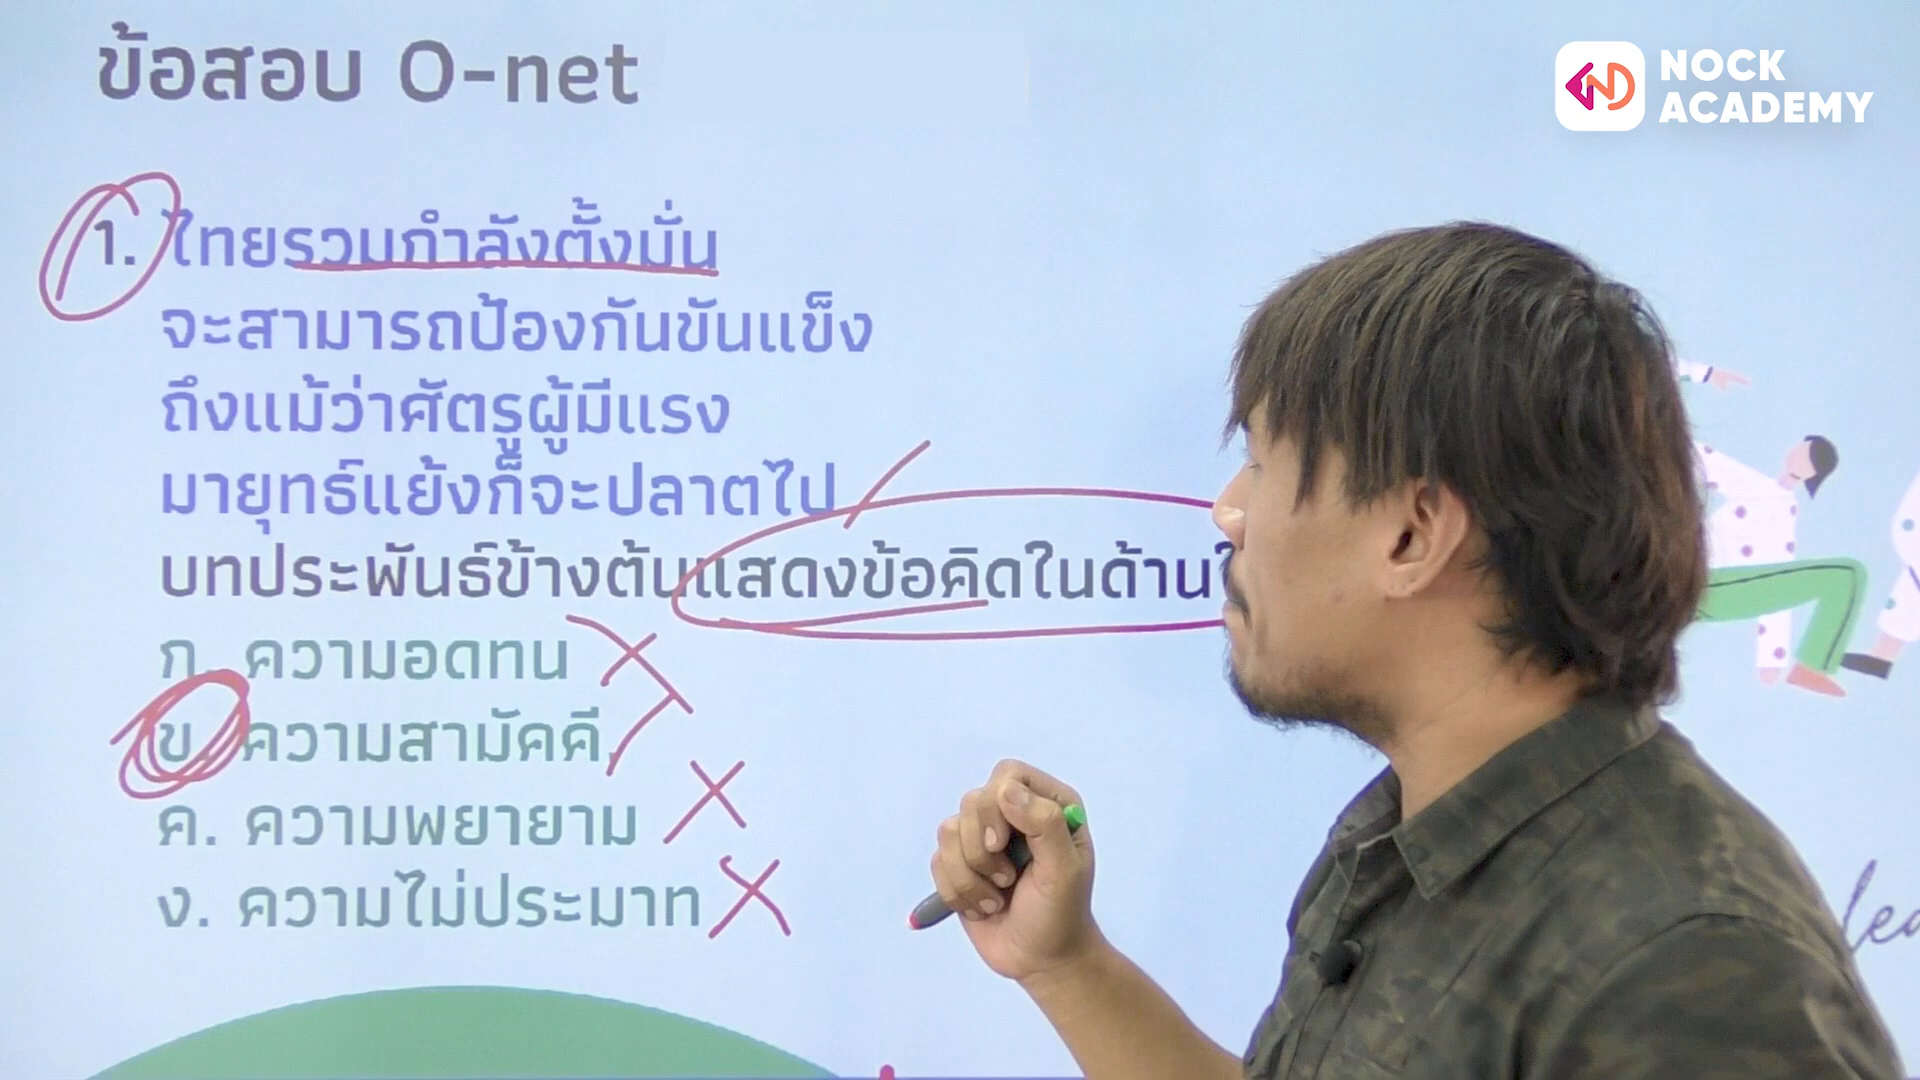 ข้อสอบ O-net
NOCK
ACADEMY
1. ไทยรวมกำลังตั้งมั่น
จะสามารถป้องกันขันแข็ง
ถึงแม้ว่าศัตรูผู้มีแรง
มายุทธ์แย้งก็จะปลาตไป
บทประพันธ์ข้างต้นแสดงข้อคิดในด้าน
ก. ความอดทน
ข. ความสามัคคี
ค. ความพยายาม
ง. ความไม่ประมาท